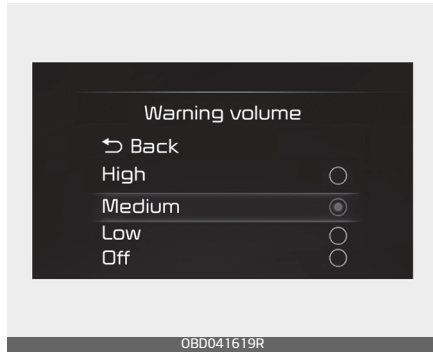 Warning volume
Back
High
Medium
Low
Off
OBD041619R